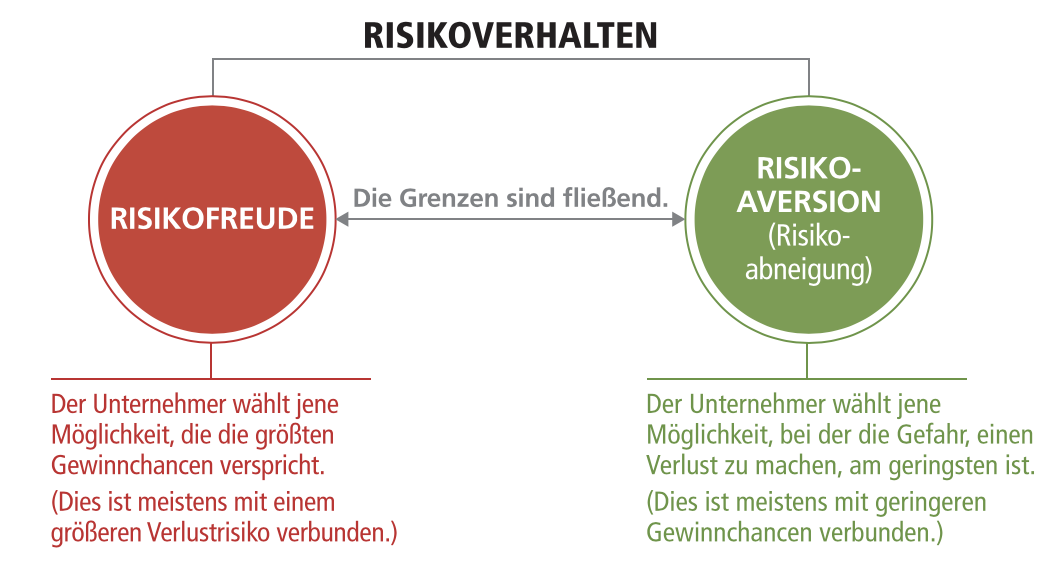 RISIKOVERHALTEN
RISIKOFREUDE
Die Grenzen sind fließend.
RISIKO-
AVERSION
(Risiko-
abneigung)
Der Unternehmer wählt jene
Möglichkeit, die die größten
Gewinnchancen verspricht.
(Dies ist meistens mit einem
größeren Verlustrisiko verbunden.)
Der Unternehmer wählt jene
Möglichkeit, bei der die Gefahr, einen
Verlust zu machen, am geringsten ist.
(Dies ist meistens mit geringeren
Gewinnchancen verbunden.)